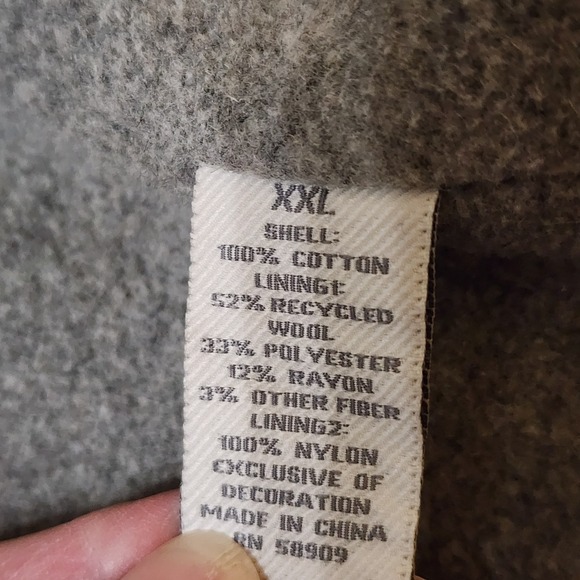 XXL
SHELL:
100% COTTON
LINING1:
52% RECYCLED
WOOL
33% POLYESTER
12% RAYON
3% OTHER FIBER
LINING2:
100% NYLON
EXCLUSIVE OF
DECORATION
MADE IN CHINA
RN 58909